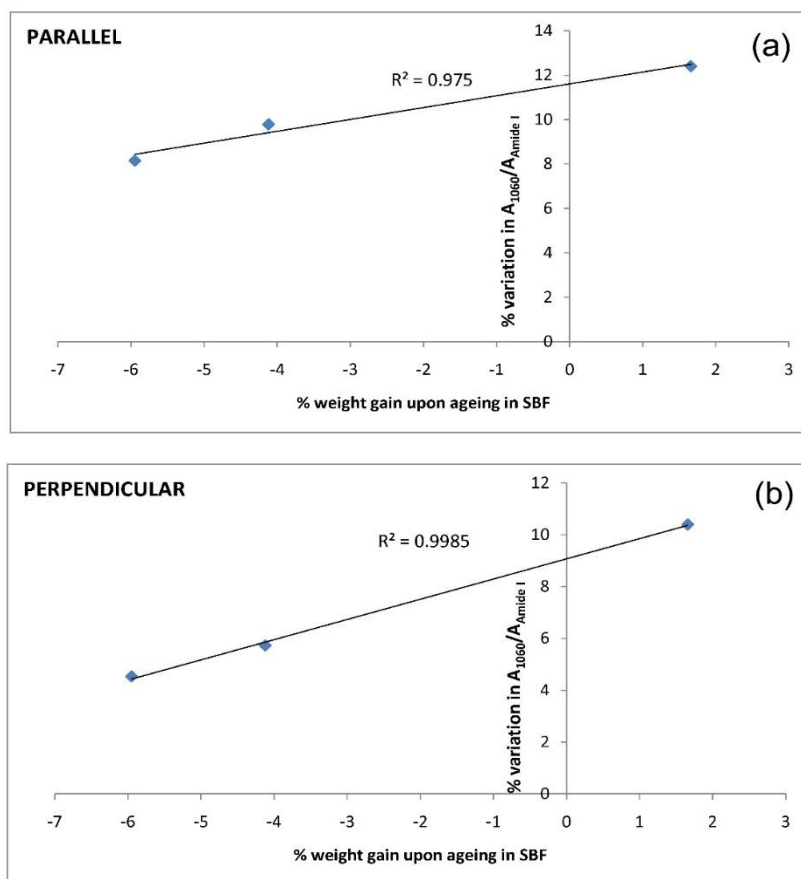 PARALLEL
(a)
R² = 0.975
14
12
10
8
6
4
2
0
% variation in A₁₀₆₀/A_Amide I
-7 -6 -5 -4 -3 -2 -1 0 1 2 3
% weight gain upon ageing in SBF
PERPENDICULAR
(b)
R² = 0.9985
12
10
8
6
4
2
0
% variation in A₁₀₆₀/A_Amide I
-7 -6 -5 -4 -3 -2 -1 0 1 2 3
% weight gain upon ageing in SBF